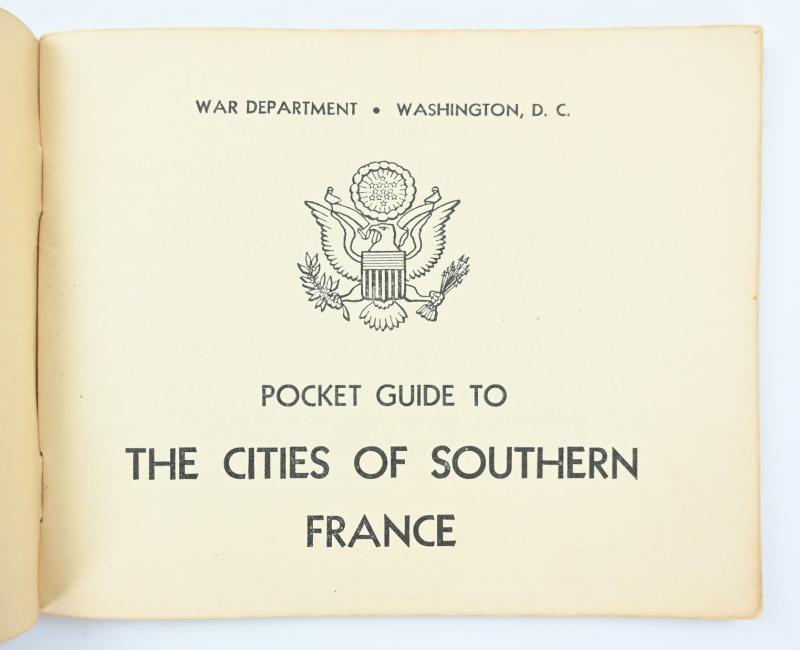 WAR DEPARTMENT • WASHINGTON, D. C.
POCKET GUIDE TO
THE CITIES OF SOUTHERN
FRANCE